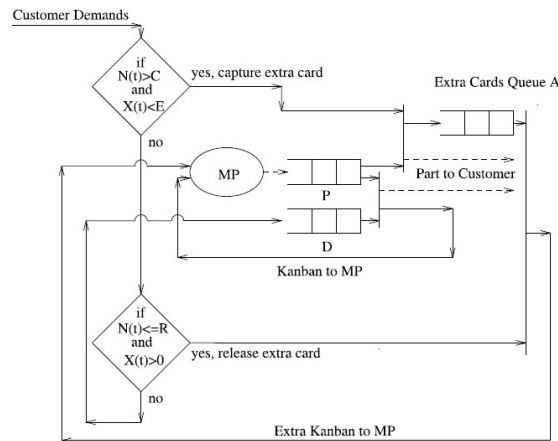 Customer Demands
if
N(t)>C
and
X(t)<E
yes, capture extra card
Extra Cards Queue A
no
MP
P
Part to Customer
D
Kanban to MP
if
N(t)<=R
and
X(t)>0
yes, release extra card
no
Extra Kanban to MP